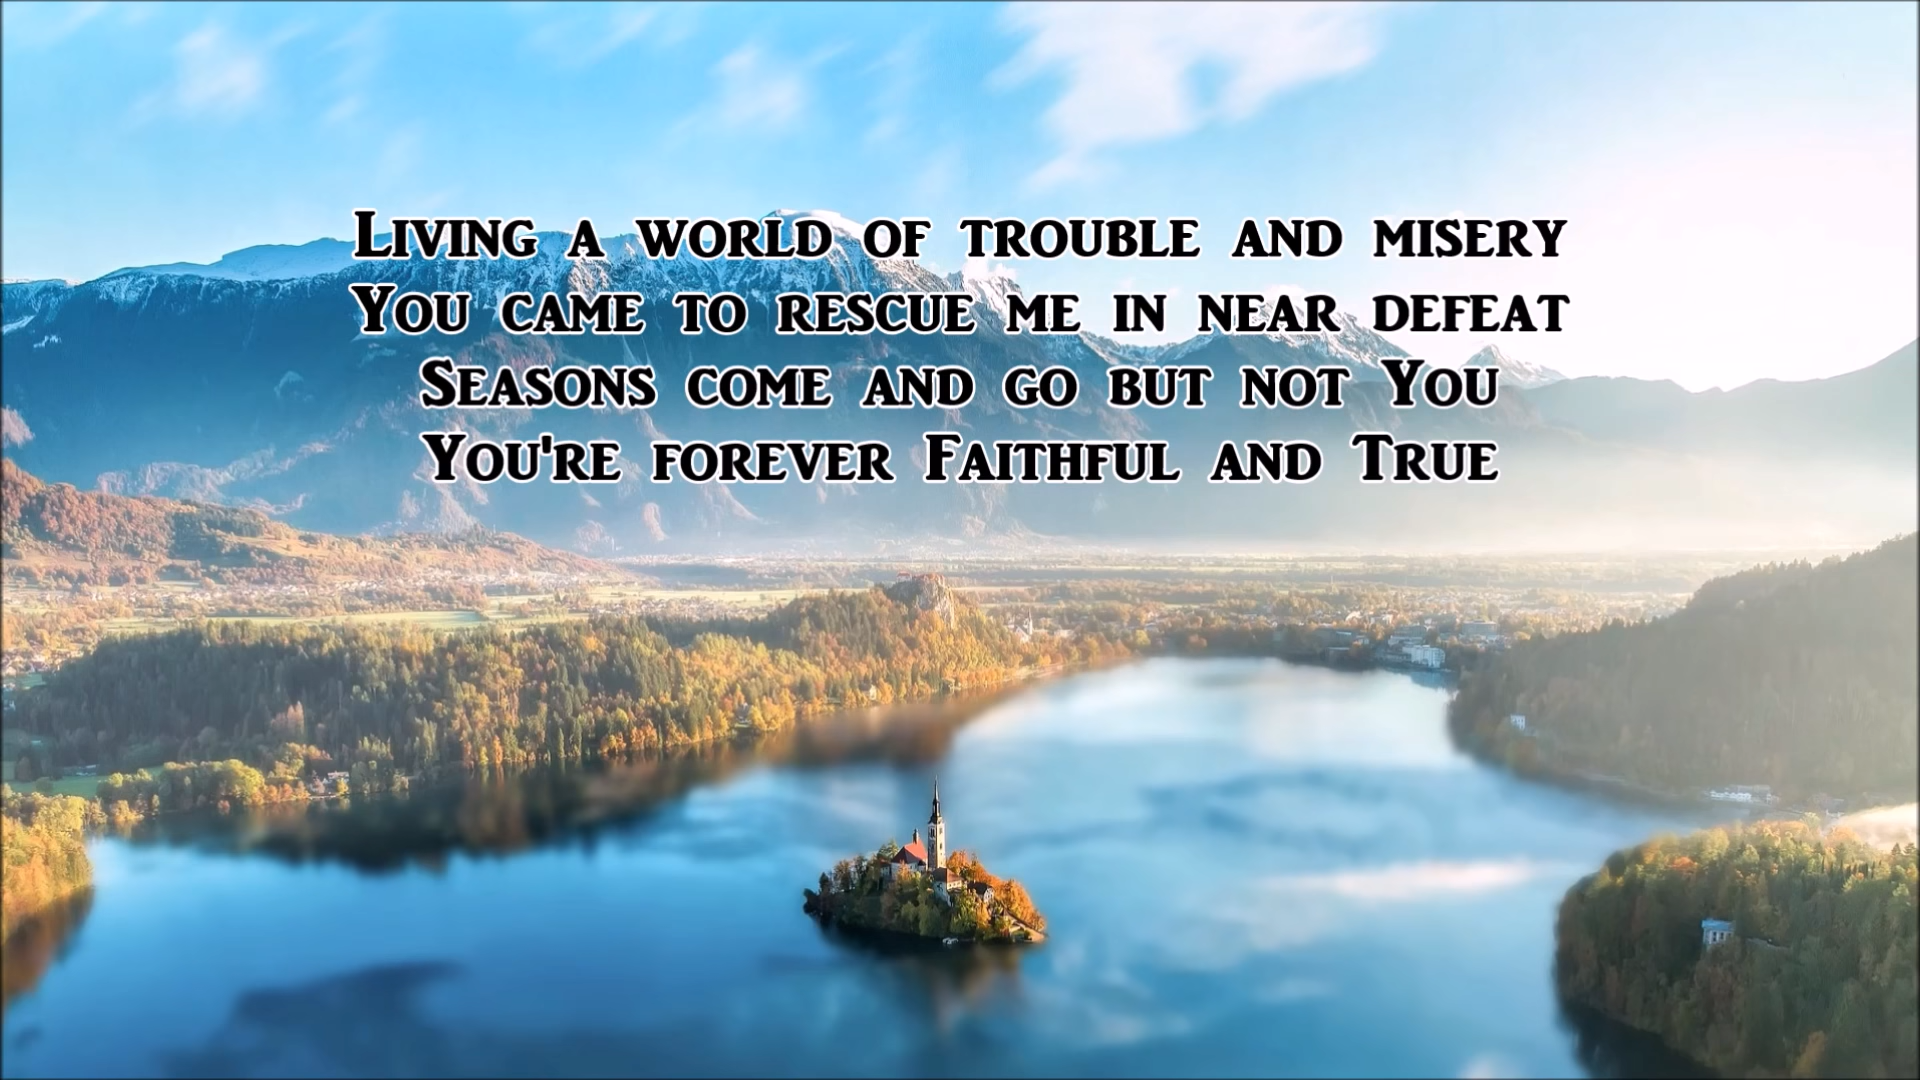 Living a world of trouble and misery
You came to rescue me in near defeat
Seasons come and go but not You
You're forever Faithful and True